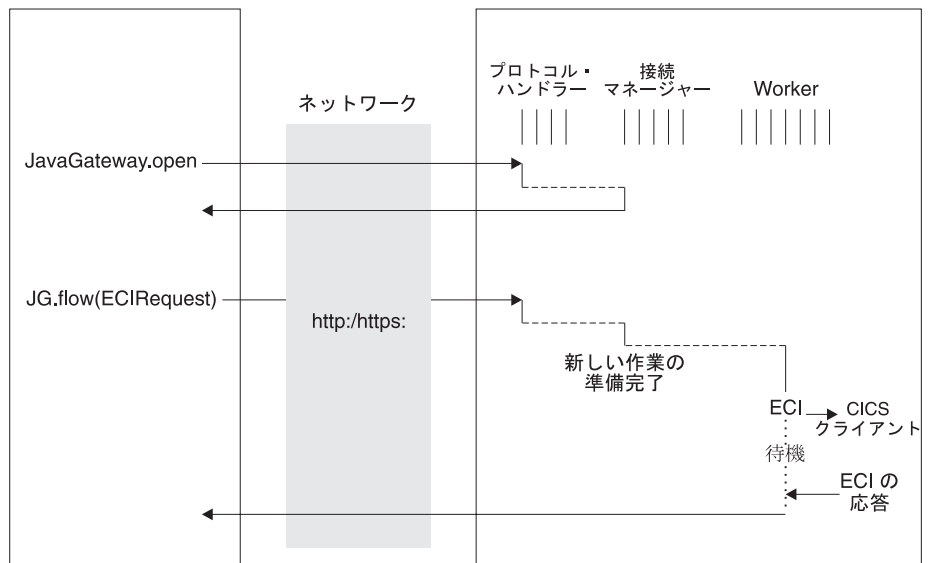 プロトコル・
ハンドラー
接続
マネージャー
Worker
ネットワーク
JavaGateway.open
JG.flow(ECIRequest)
http:/https:
新しい作業の
準備完了
ECI
CICS
クライアント
待機
ECI の
応答